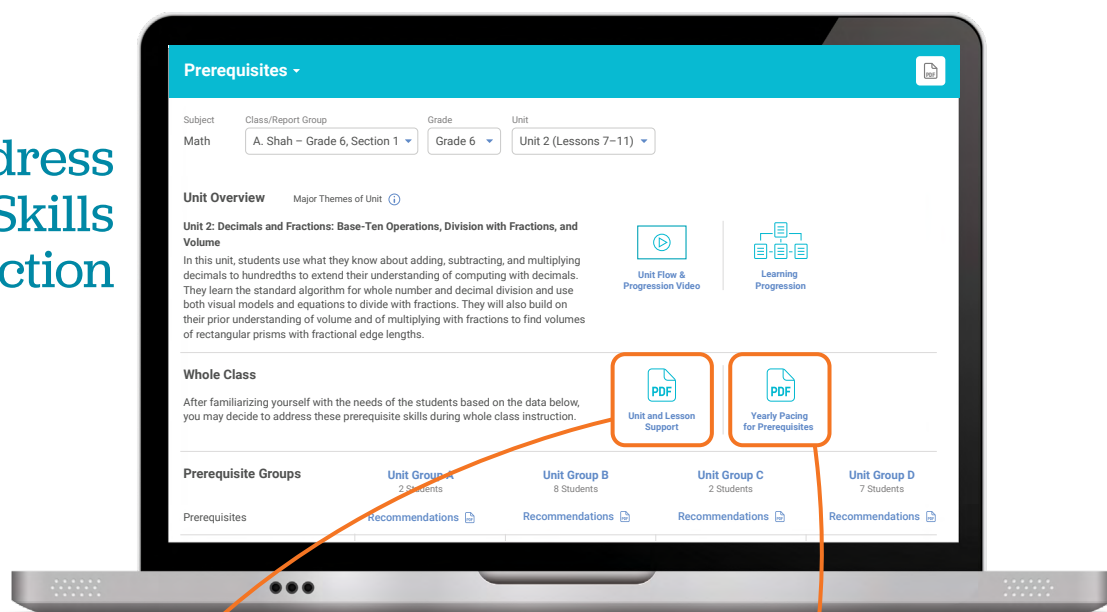 dress
Skills
ction
Prerequisites
PDF
Subject Class/Report Group Grade Unit
Math A. Shah – Grade 6, Section 1 Grade 6 Unit 2 (Lessons 7–11)
Unit Overview Major Themes of Unit
Unit 2: Decimals and Fractions: Base-Ten Operations, Division with Fractions, and
Volume
In this unit, students use what they know about adding, subtracting, and multiplying
decimals to hundredths to extend their understanding of computing with decimals.
They learn the standard algorithm for whole number and decimal division and use
both visual models and equations to divide with fractions. They will also build on
their prior understanding of volume and of multiplying with fractions to find volumes
of rectangular prisms with fractional edge lengths.
Unit Flow &
Progression Video
Learning
Progression
Whole Class
After familiarizing yourself with the needs of the students based on the data below,
you may decide to address these prerequisite skills during whole class instruction.
PDF
Unit and Lesson
Support
PDF
Yearly Pacing
for Prerequisites
Prerequisite Groups Unit Group A Unit Group B Unit Group C Unit Group D
2 Students 8 Students 2 Students 7 Students
Prerequisites Recommendations PDF Recommendations PDF Recommendations PDF Recommendations PDF